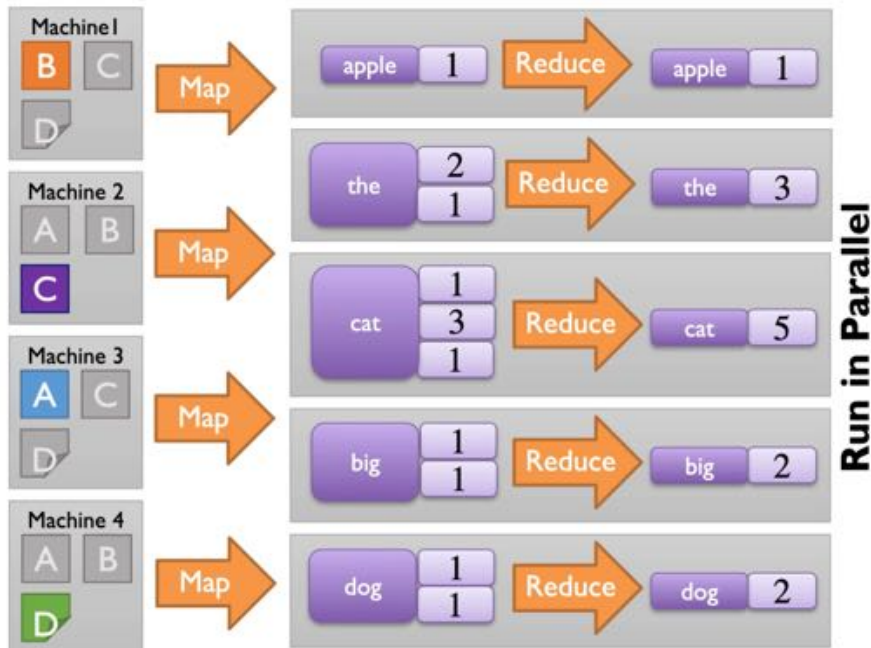 Machine1
B C
D
Map
Machine 2
A B
C
Map
Machine 3
A C
D
Map
Machine 4
A B
D
Map
apple 1 Reduce apple 1
the 2 1 Reduce the 3
cat 1 3 1 Reduce cat 5
big 1 1 Reduce big 2
dog 1 1 Reduce dog 2
Run in Parallel